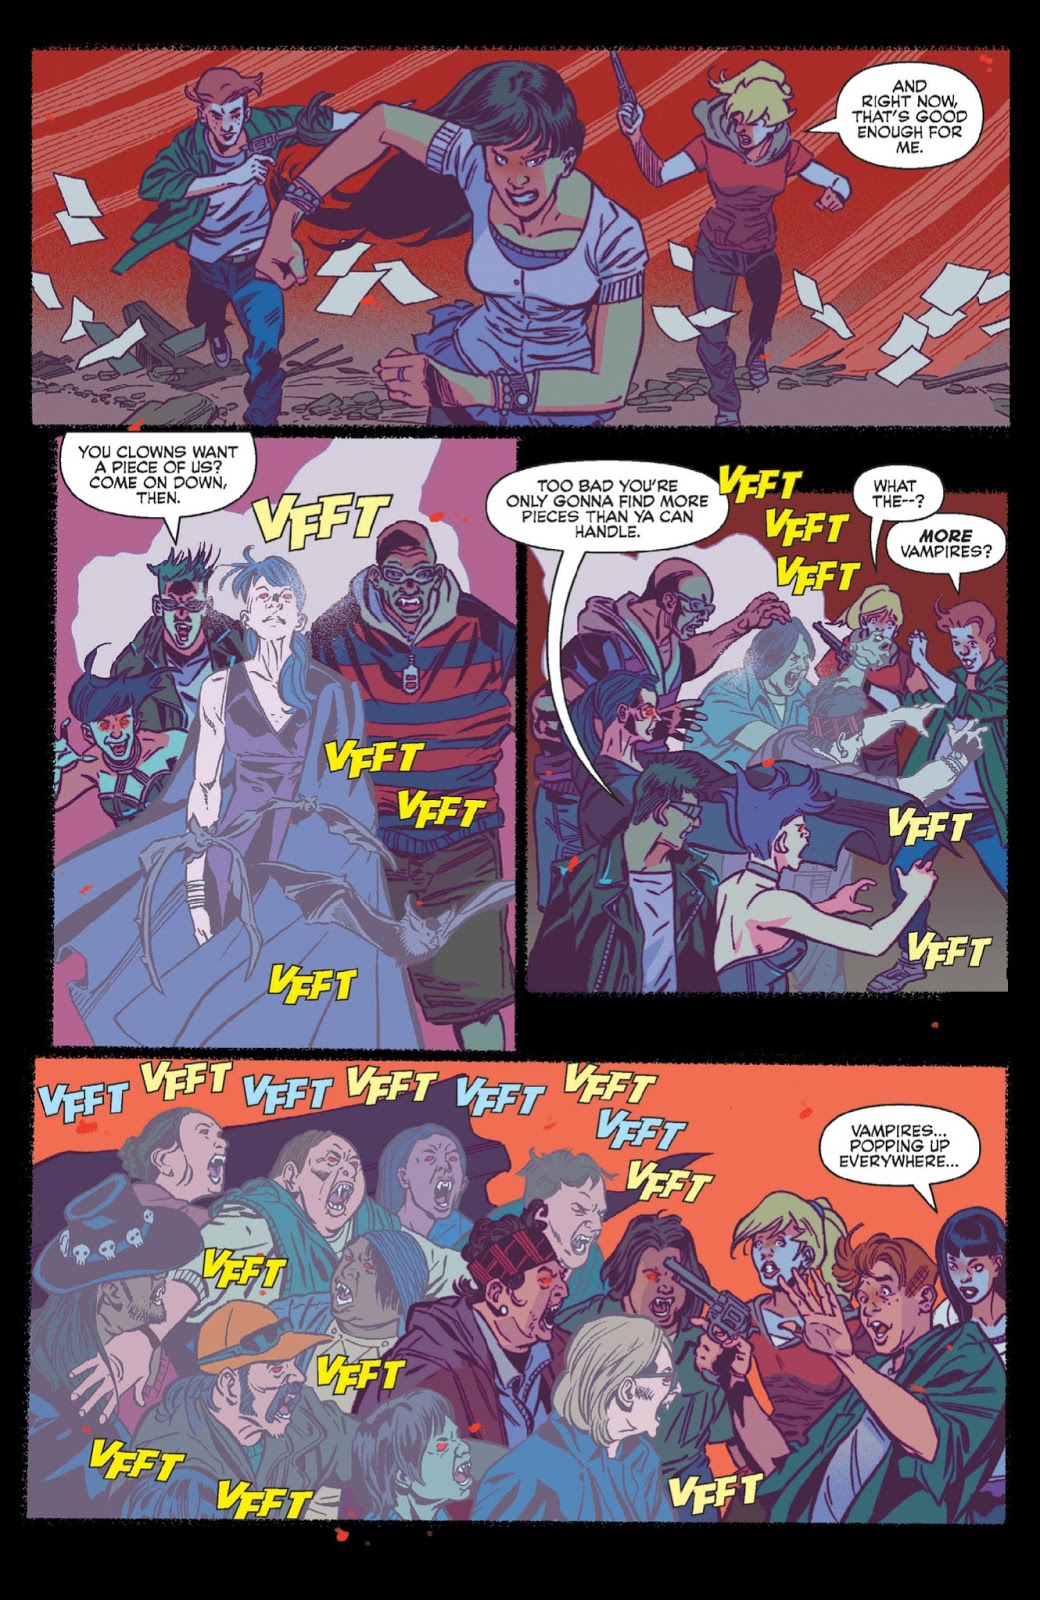 AND
RIGHT NOW,
THAT'S GOOD
ENOUGH FOR
ME.
YOU CLOWNS WANT
A PIECE OF US?
COME ON DOWN,
THEN.
VFFT
VFFT
VFFT
VFFT
TOO BAD YOU'RE
ONLY GONNA FIND MORE
PIECES THAN YA CAN
HANDLE.
VFFT
VFFT
VFFT
WHAT
THE--?
MORE
VAMPIRES?
VFFT
VFFT
VFFT
VFFT
VFFT
VFFT
VFFT
VFFT
VFFT
VFFT
VAMPIRES...
POPPING UP
EVERYWHERE...
VFFT
VFFT
VFFT
VFFT
VFFT